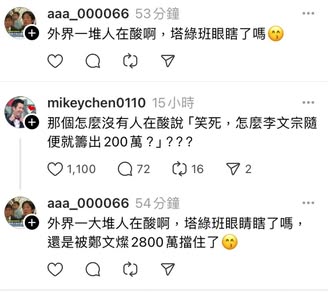 aaa_000066 53分鐘
外界一堆人在酸啊，塔綠班眼瞎了嗎😙
mikeychen0110 15小時
那個怎麼沒有人在酸說「笑死，怎麼李文宗隨
便就籌出200萬」???
1,100 72 16 2
aaa_000066 54分鐘
外界一大堆人在酸啊，塔綠班眼睛瞎了嗎，
還是被鄭文燦2800萬擋住了😙